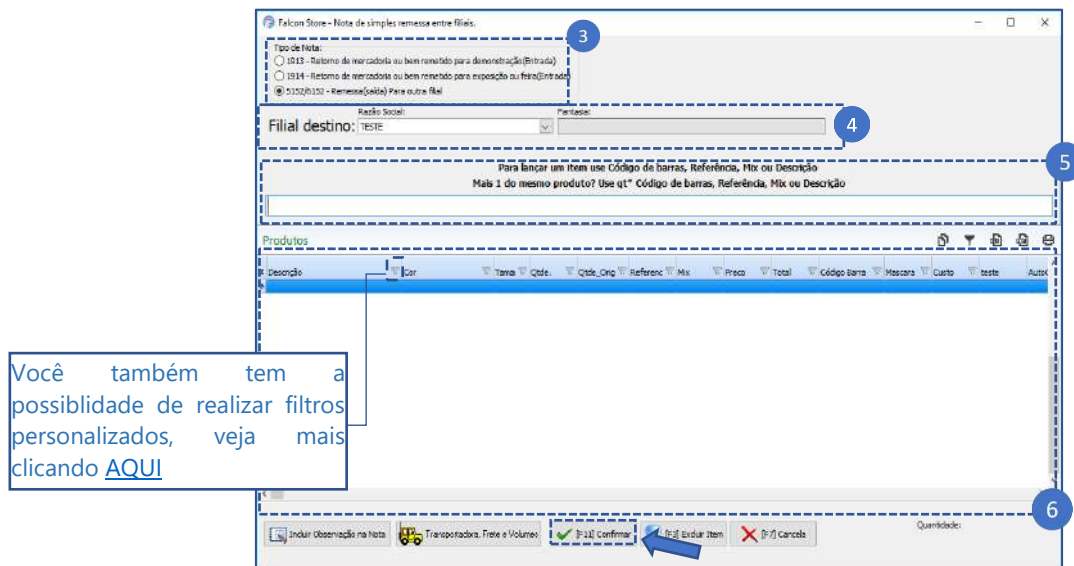 Falcon Store - Nota de simples remessa entre filiais.
3
Tipo de Nota:
1913 - Retorno de mercadoria ou bem remetido para demonstração(Entrada)
1914 - Retorno de mercadoria ou bem remetido para exposição ou feira(Entrada)
5152/6152 - Remessa(saída) Para outra filial
Razão Social:
Fantasia:
Filial destino: TESTE
4
5
Para lançar um item use Código de barras, Referência, Mix ou Descrição
Mais 1 do mesmo produto? Use qt* Código de barras, Referência, Mix ou Descrição
Produtos
Descrição Cor Tama Qtde. Qtde_Orig Referenc Mix Preco Total Código Barra Mascara Custo teste AutoC
Você também tem a
possiblidade de realizar filtros
personalizados, veja mais
clicando AQUI
6
Incluir Observação na Nota Transportadora, Frete e Volumes [F11] Confirmar [F3] Excluir Item [F7] Cancela
Quantidade: